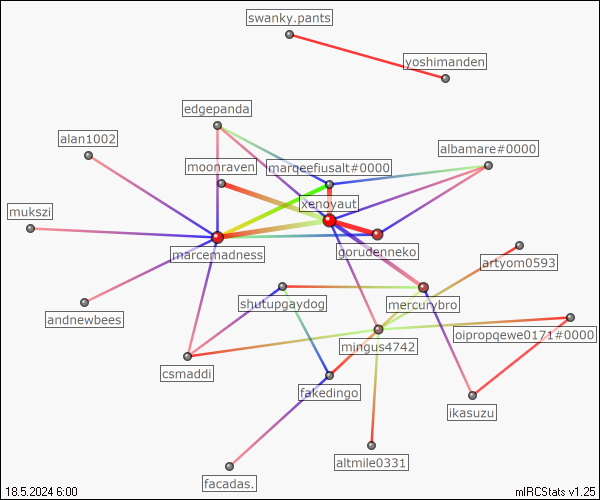 swanky.pants
yoshimanden
edgepanda
alan1002
albamare#0000
moonraven
marqeefiusalt#0000
xenoyaut
mukszi
marcemadness
gorudenneko
artyom0593
shutupgaydog
mercurybro
andnewbees
oipropqewe0171#0000
mingus4742
csmaddi
fakedingo
ikasuzu
altmile0331
facadas.
18.5.2024 6:00
mIRCStats v1.25